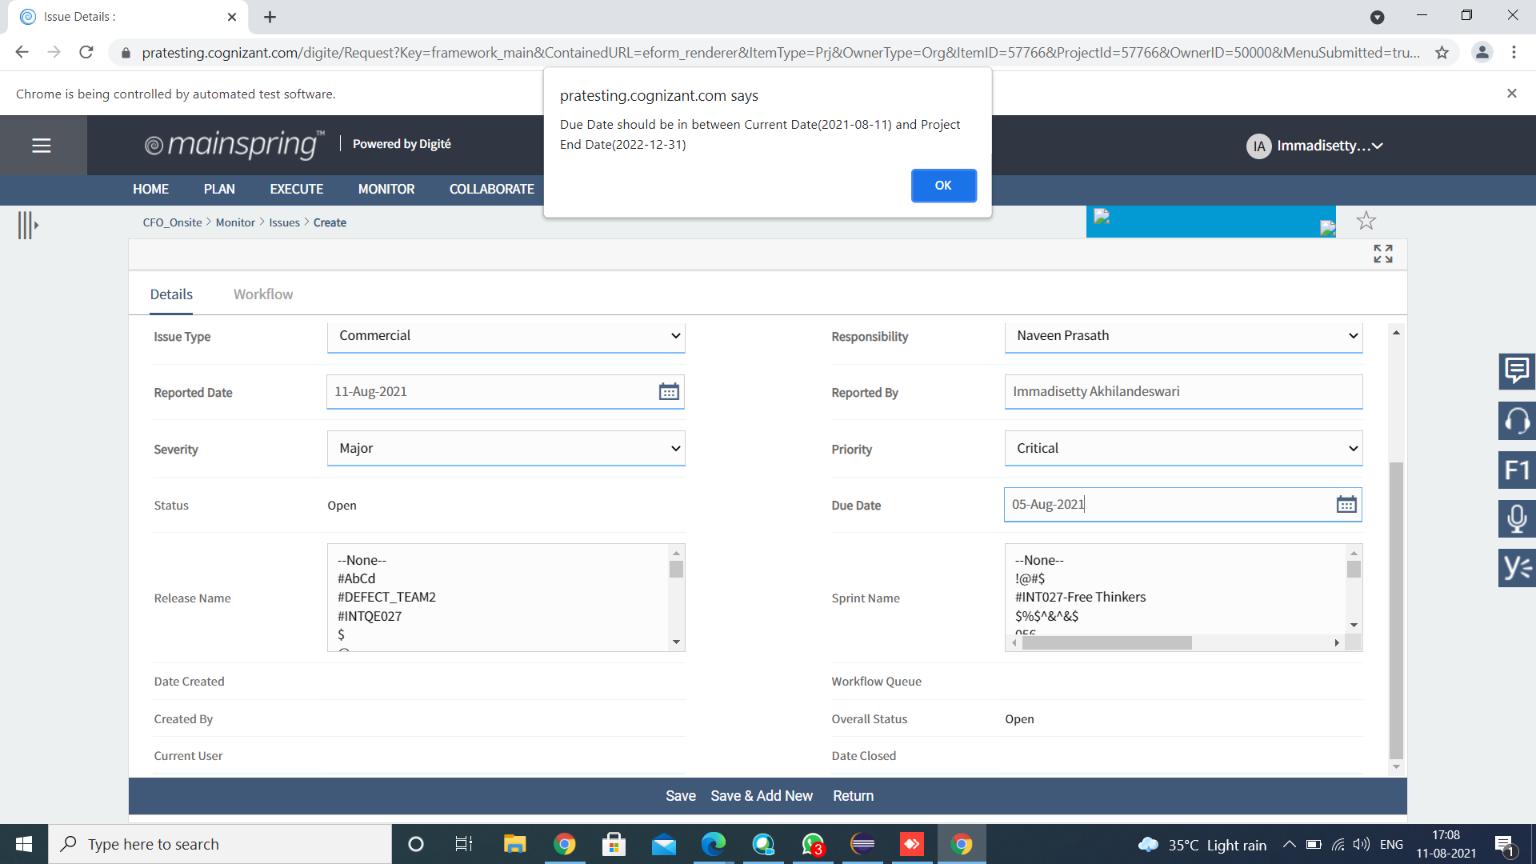 Issue Details :
pratesting.cognizant.com/digite/Request?Key=framework_main&ContainedURL=eform_renderer&ItemType=Prj&OwnerType=Org&ItemID=57766&ProjectId=57766&OwnerID=50000&MenuSubmitted=tru...
Chrome is being controlled by automated test software.
pratesting.cognizant.com says
Due Date should be in between Current Date(2021-08-11) and Project
End Date(2022-12-31)
OK
mainspring™ Powered by Digité
IA Immadisetty...
HOME PLAN EXECUTE MONITOR COLLABORATE
CFO_Onsite > Monitor > Issues > Create
Details Workflow
Issue Type Commercial Responsibility Naveen Prasath
Reported Date 11-Aug-2021 Reported By Immadisetty Akhilandeswari
Severity Major Priority Critical
Status Open Due Date 05-Aug-2021
Release Name
--None--
#AbCd
#DEFECT_TEAM2
#INTQE027
$
Sprint Name
--None--
!@#$
#INT027-Free Thinkers
$%$^&^&$
Date Created Workflow Queue
Created By Overall Status Open
Current User Date Closed
Save Save & Add New Return
F1
Type here to search
3
35°C Light rain
ENG
17:08
11-08-2021
1